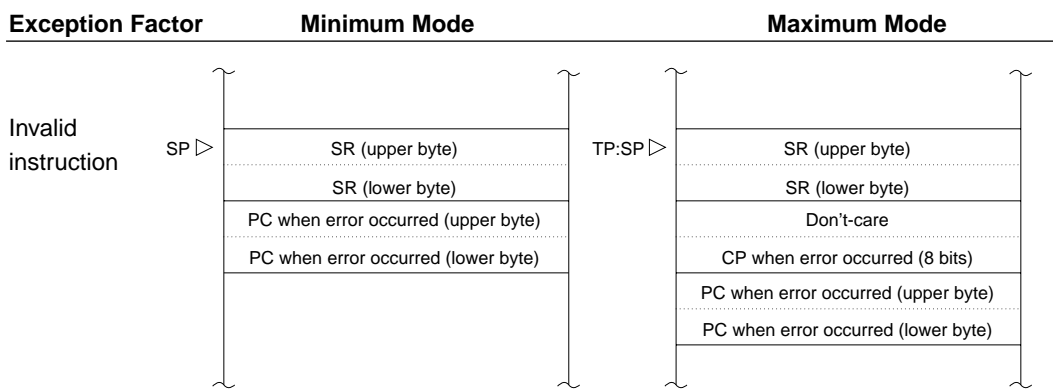 Exception Factor Minimum Mode Maximum Mode
Invalid
instruction
SP
SR (upper byte)
SR (lower byte)
PC when error occurred (upper byte)
PC when error occurred (lower byte)
TP:SP
SR (upper byte)
SR (lower byte)
Don't-care
CP when error occurred (8 bits)
PC when error occurred (upper byte)
PC when error occurred (lower byte)